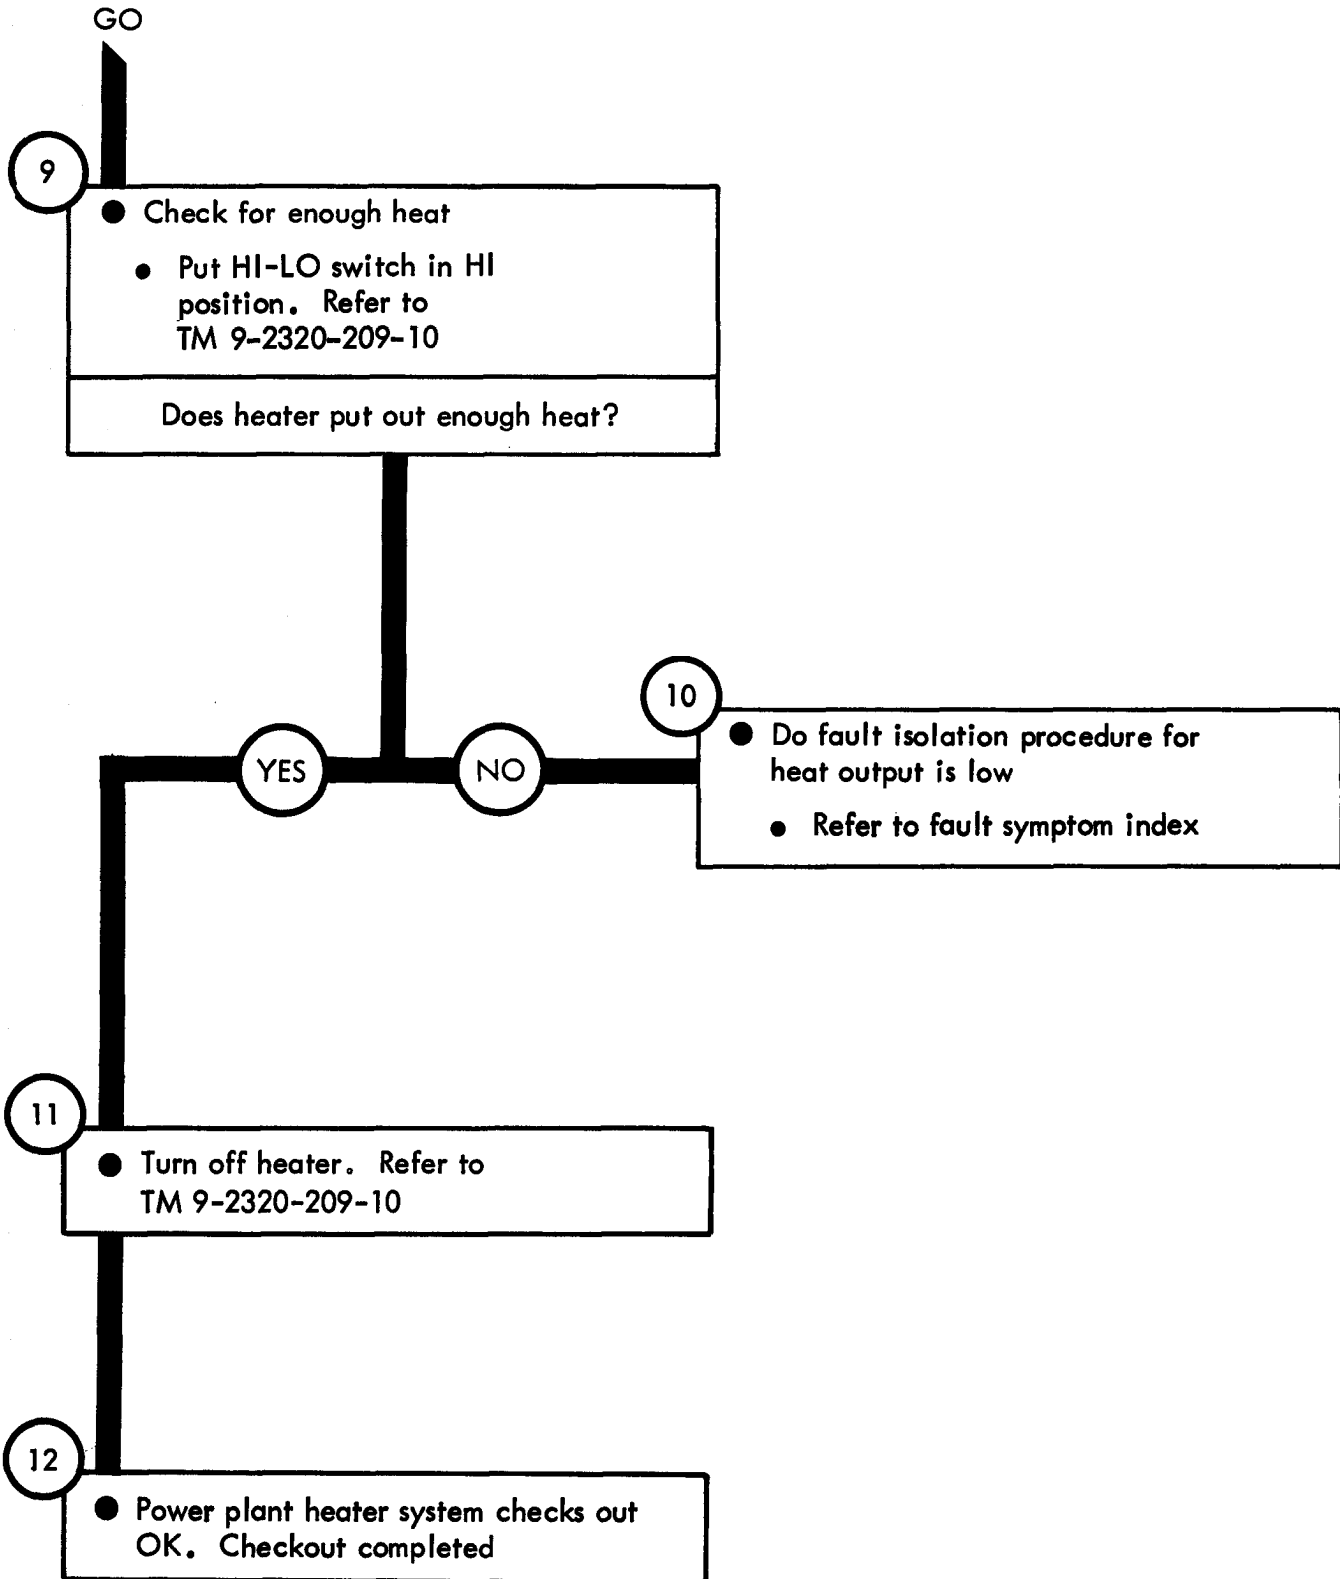 GO
9
● Check for enough heat
● Put HI-LO switch in HI
position. Refer to
TM 9-2320-209-10
Does heater put out enough heat?
YES
NO
10
● Do fault isolation procedure for
heat output is low
● Refer to fault symptom index
11
● Turn off heater. Refer to
TM 9-2320-209-10
12
● Power plant heater system checks out
OK. Checkout completed